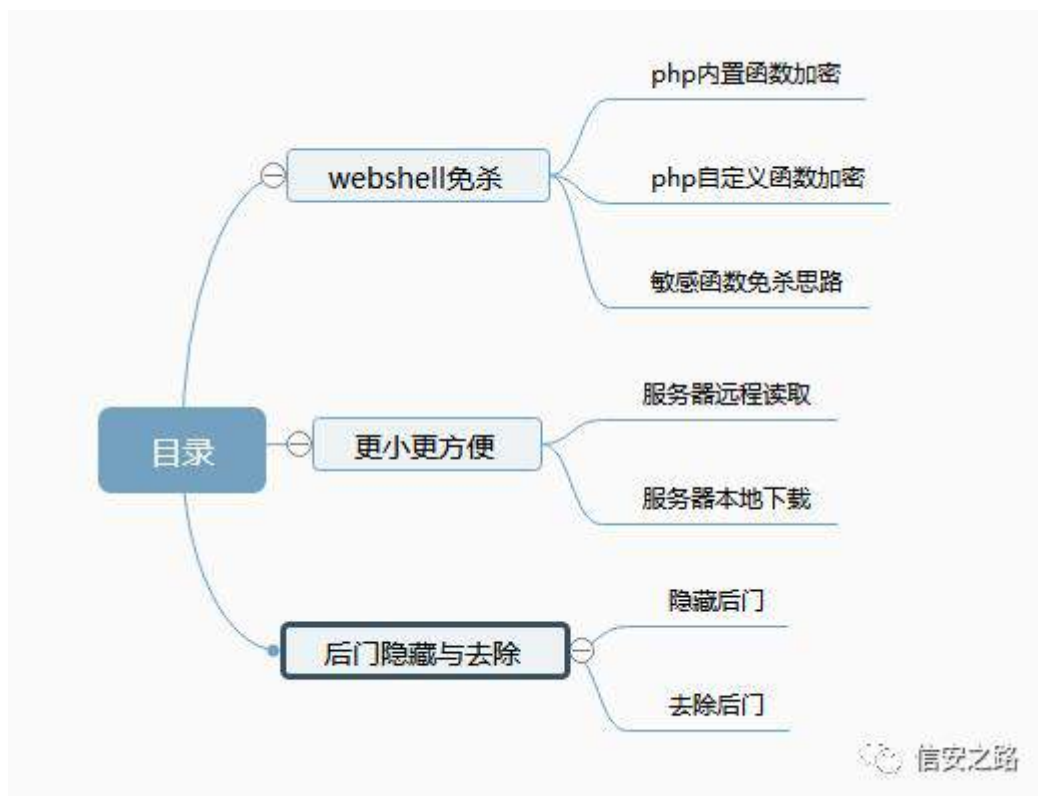 目录
webshell免杀
php内置函数加密
php自定义函数加密
敏感函数免杀思路
更小更方便
服务器远程读取
服务器本地下载
后门隐藏与去除
隐藏后门
去除后门
信安之路